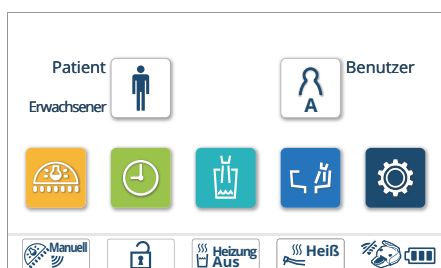 Patient
Benutzer
Erwachsener
A
Manuell
Heizung
Aus
Heiß